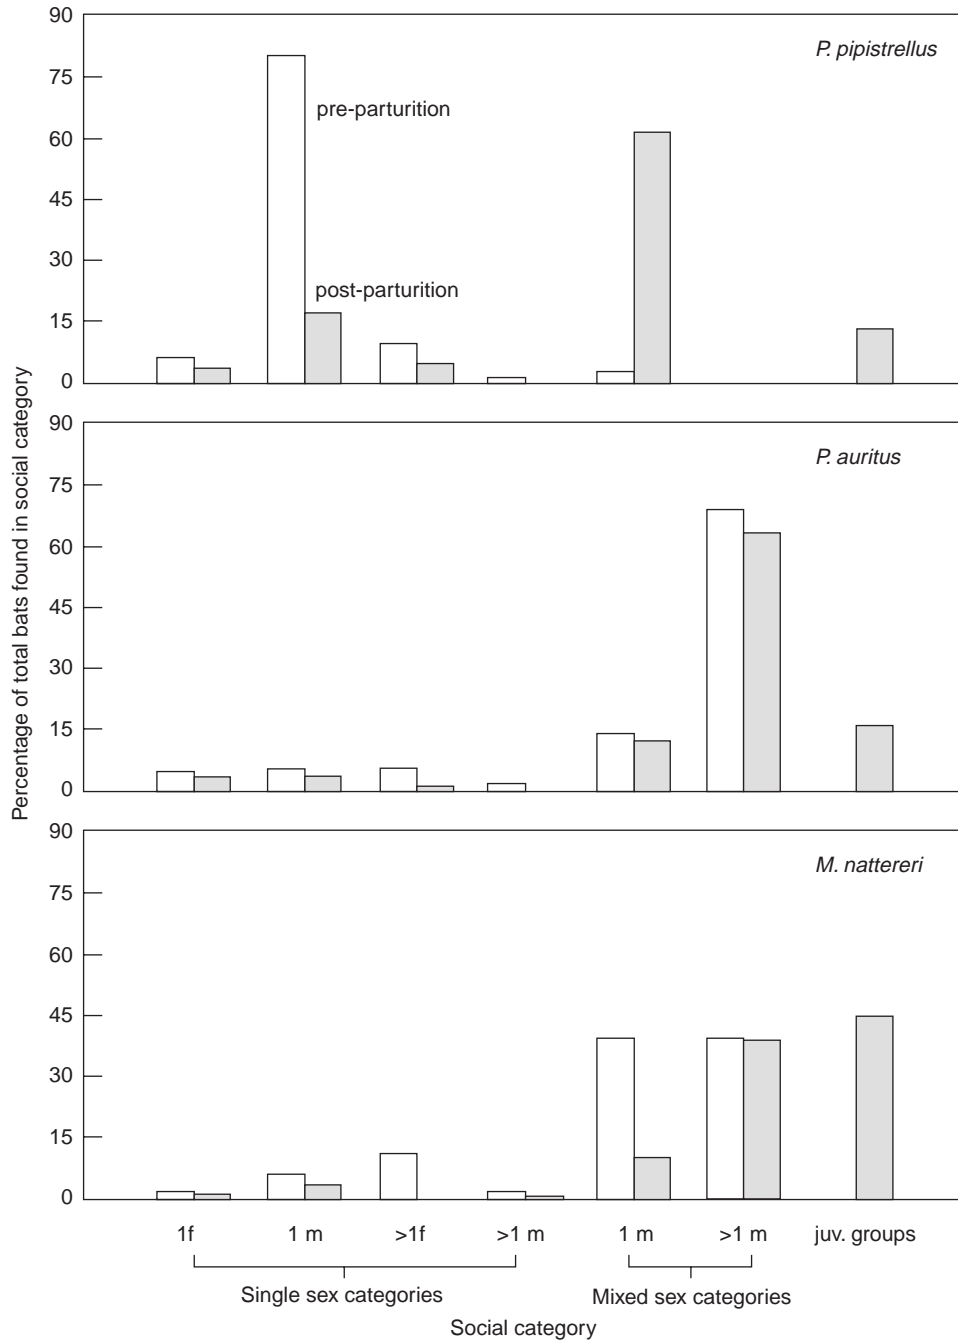 Percentage of total bats found in social category
90
75
60
45
30
15
0
P. pipistrellus
pre-parturition
post-parturition
90
75
60
45
30
15
0
P. auritus
90
75
60
45
30
15
0
M. nattereri
1f 1 m >1f >1 m 1 m >1 m juv. groups
Single sex categories Mixed sex categories
Social category